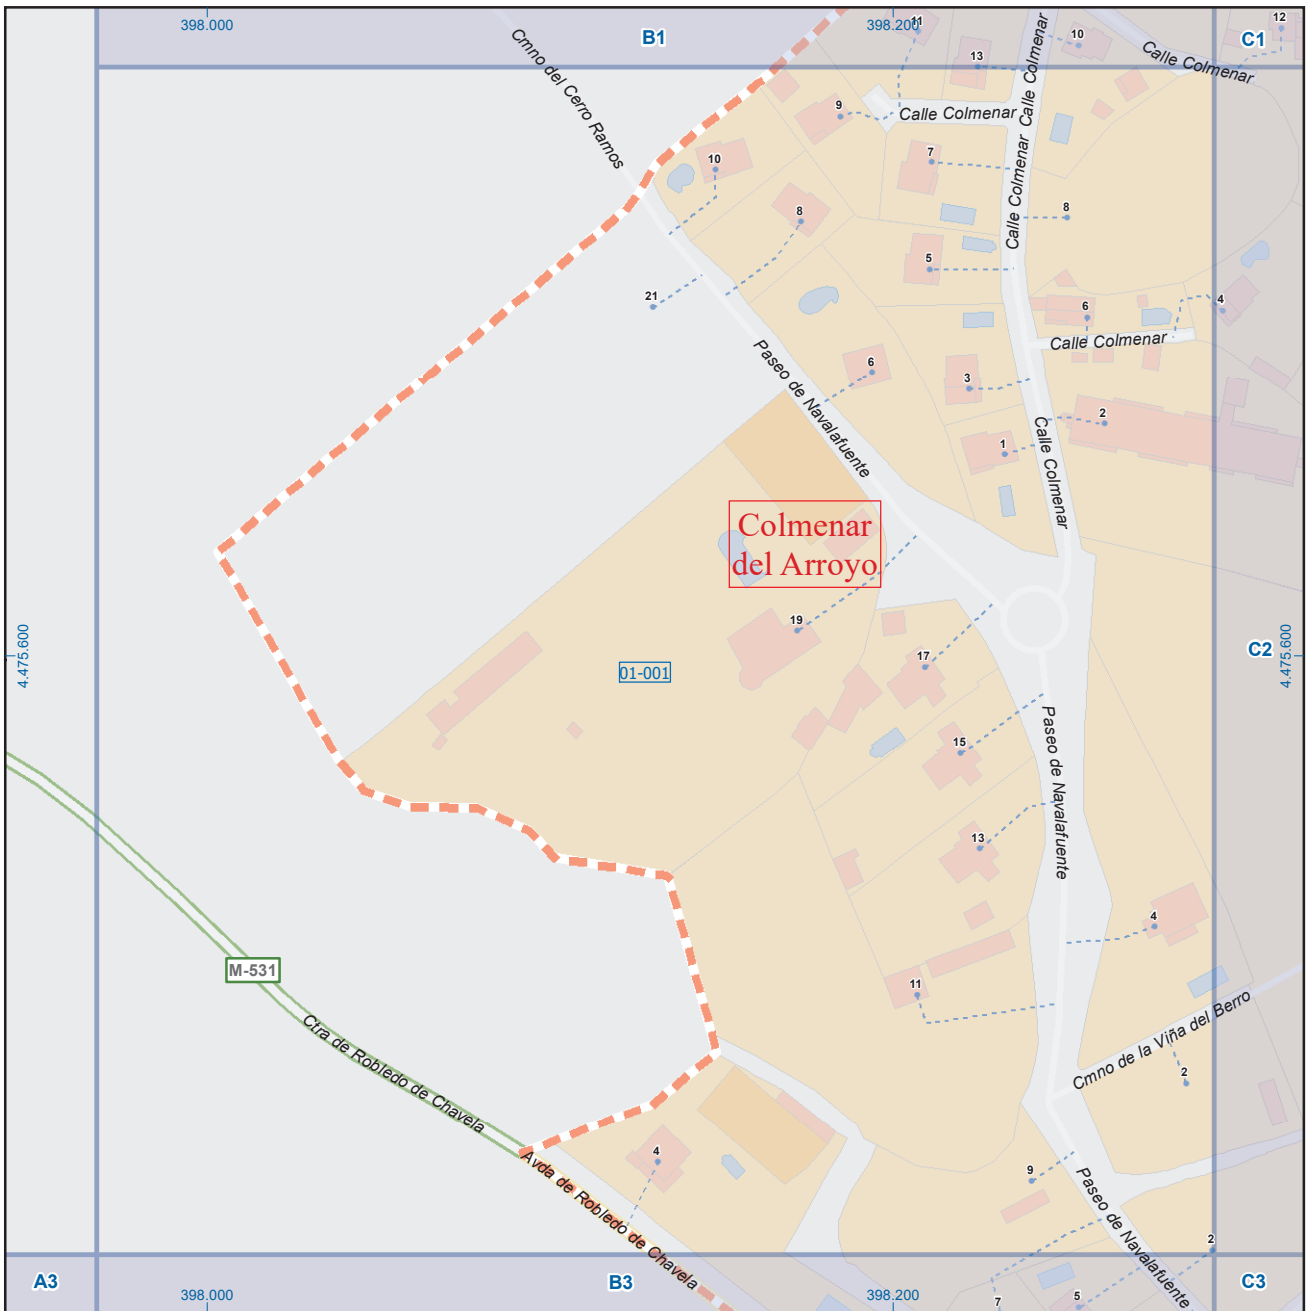 398.000
398.200
B1
C1
11
13
10
12
Cmno del Cerro Ramos
Calle Colmenar
Calle Colmenar
9
Calle Colmenar
10
7
Calle Colmenar
8
8
5
21
6
4
Calle Colmenar
Paseo de Navalafuente
6
3
2
1
Calle Colmenar
Colmenar
del Arroyo
19
01-001
17
4.475.600
C2
4.475.600
15
Paseo de Navalafuente
13
4
M-531
11
Ctra de Robledo de Chavela
Cmno de la Viña del Berro
2
4
Avda de Robledo de Chavela
9
Paseo de Navalafuente
2
A3
B3
C3
398.000
398.200
7
5